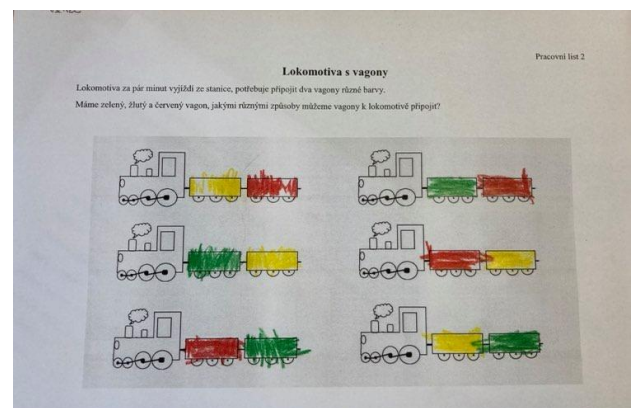 Pracovní list 2
Lokomotiva s vagony
Lokomotiva za pár minut vyjíždí ze stanice, potřebuje připojit dva vagony různé barvy.
Máme zelený, žlutý a červený vagon, jakými různými způsoby můžeme vagony k lokomotivě připojit?